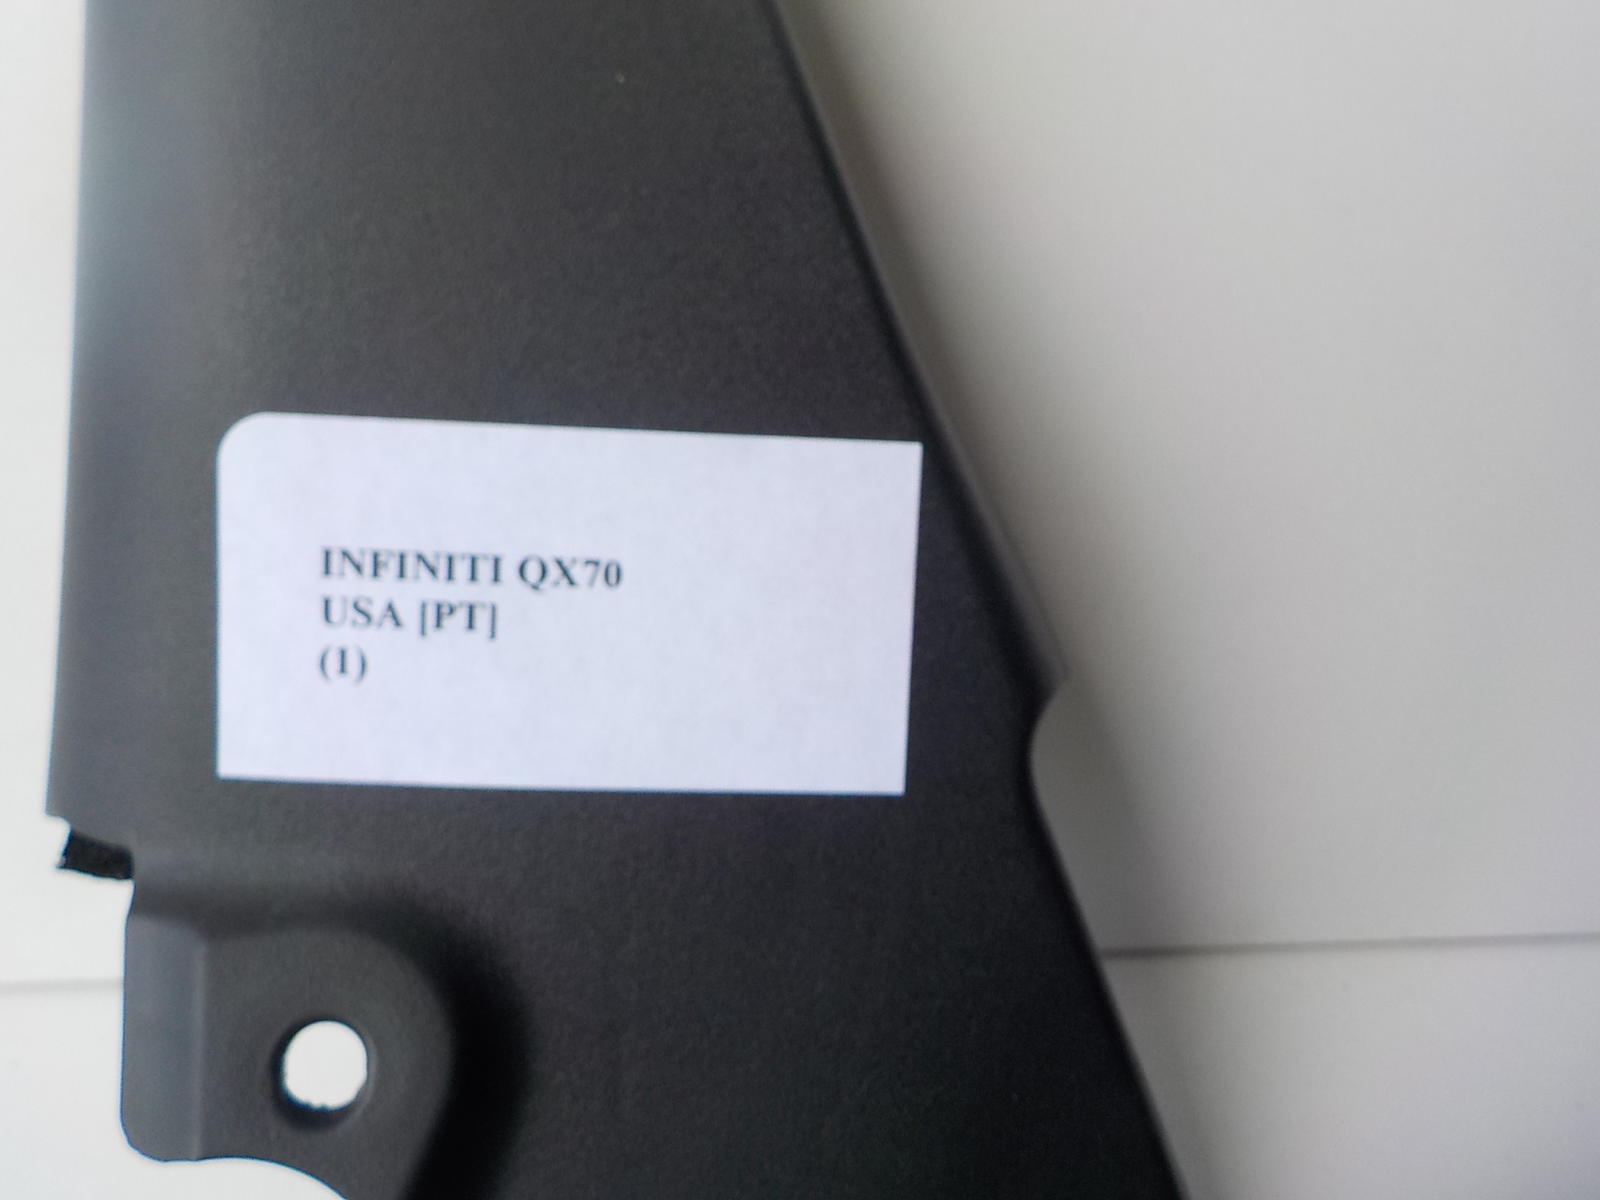 INFINITI QX70
USA [PT]
(1)